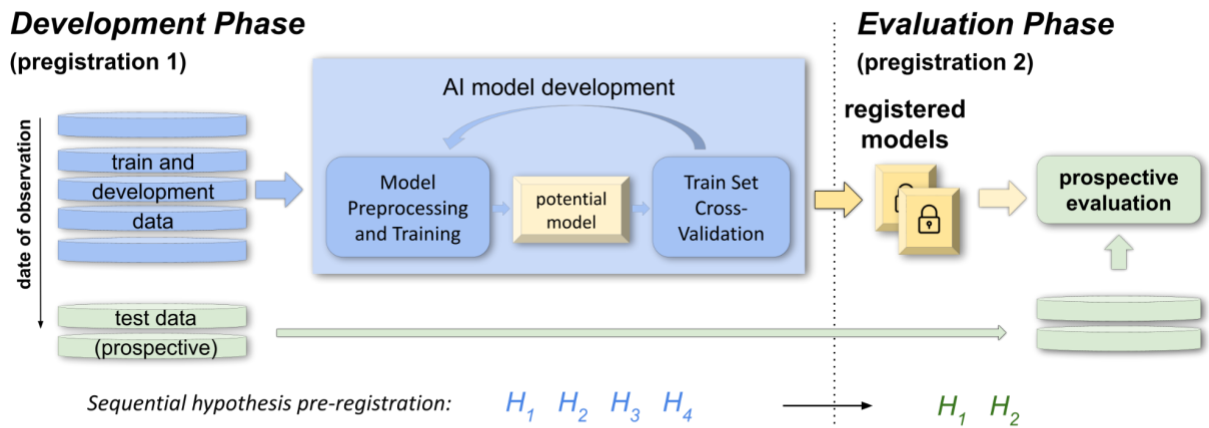 Development Phase
(pregistration 1)
Evaluation Phase
(pregistration 2)
date of observation
train and
development
data
test data
(prospective)
AI model development
Model
Preprocessing
and Training
potential
model
Train Set
Cross-
Validation
registered
models
prospective
evaluation
Sequential hypothesis pre-registration: H1 H2 H3 H4 H1 H2